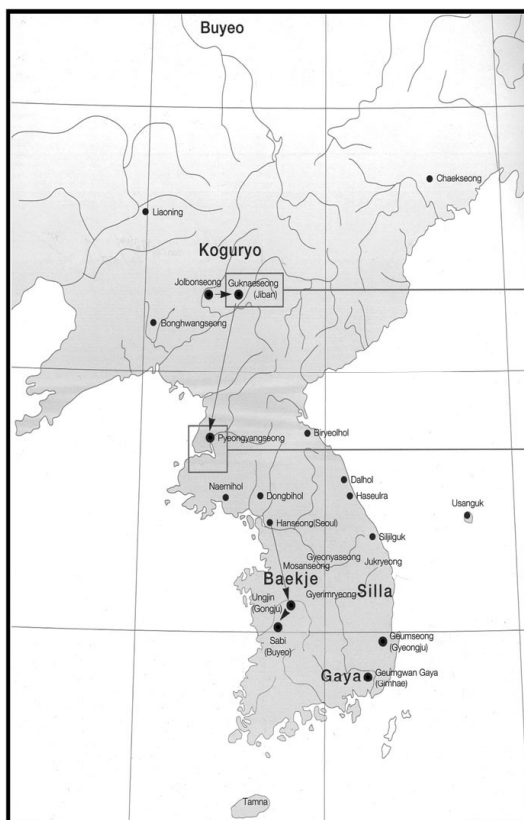 Buyeo
Chaekseong
Liaoning
Koguryo
Jolbonseong
Guknaeseong
(Jiban)
Bonghwangseong
Pyeongyangseong
Biryeolhol
Dalhol
Naemihol
Dongbihol
Haseulra
Usanguk
Hanseong(Seoul)
Siljilguk
Gyeonyaseong
Mosanseong
Jukryeong
Baekje
Ungjin
(Gongju)
Gyerimryeong
Silla
Sabi
(Buyeo)
Geumseong
(Gyeongju)
Gaya
Geumgwan Gaya
(Gimhae)
Tamna